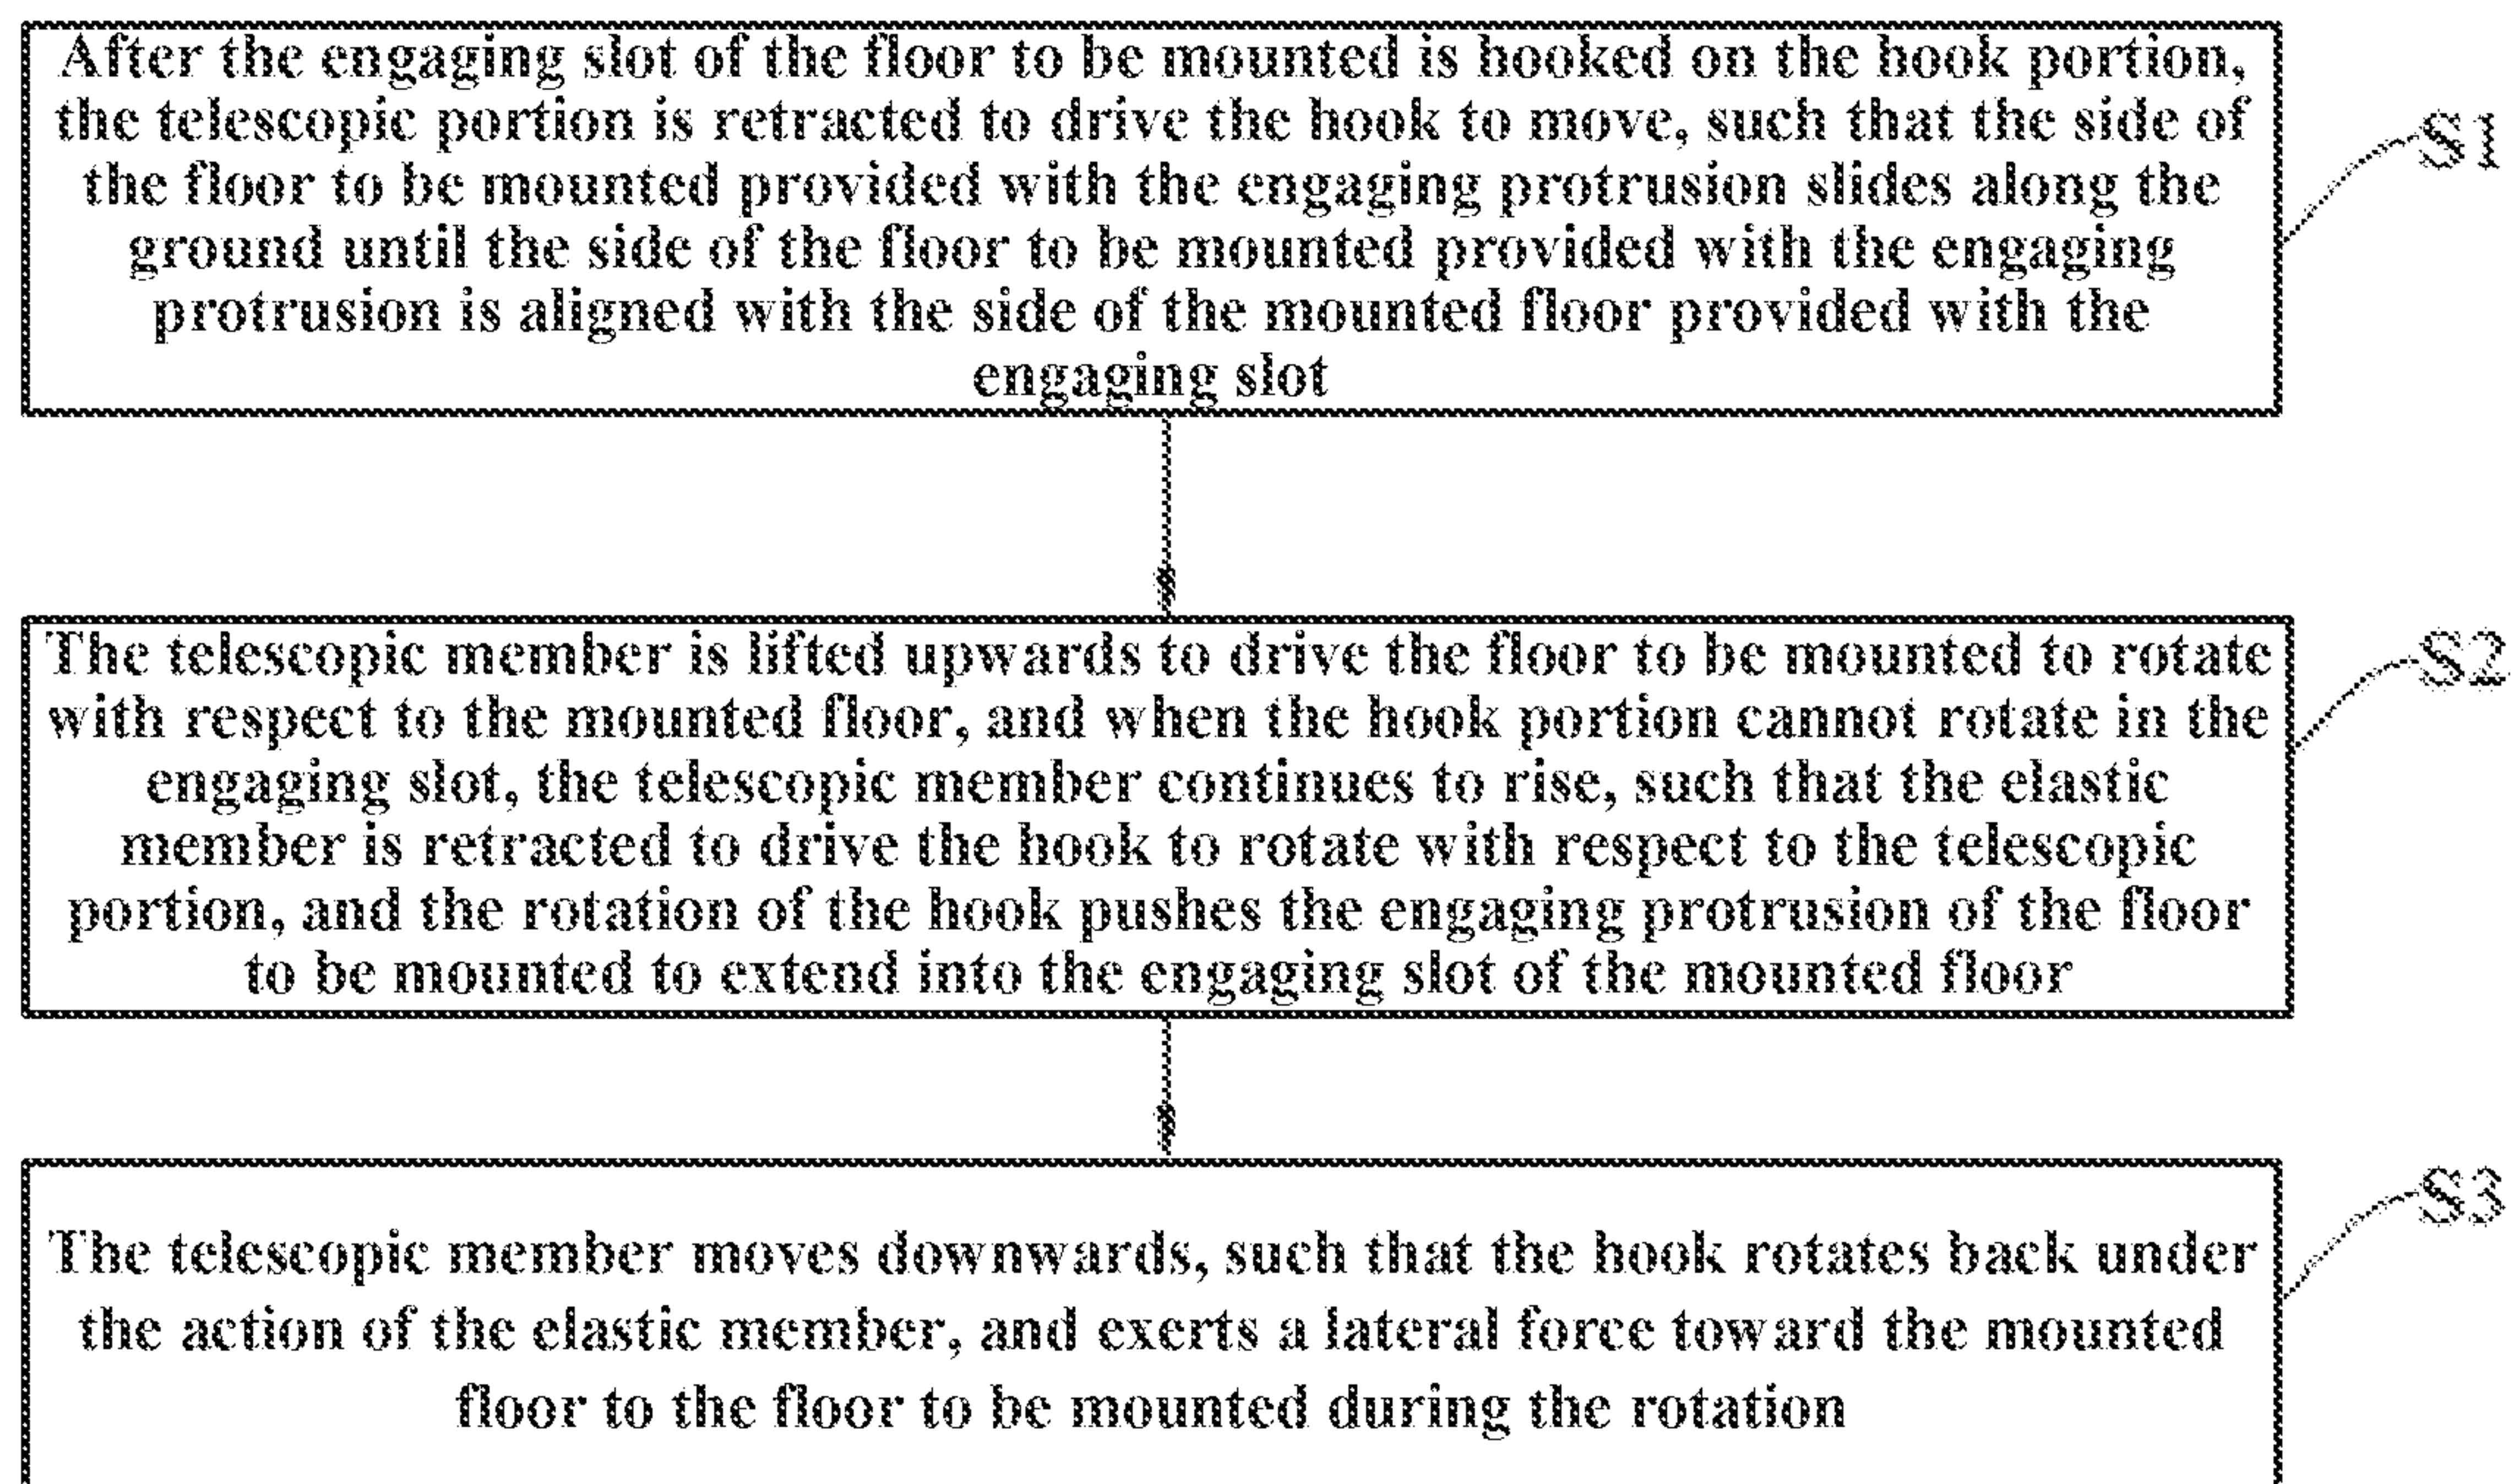 After the engaging slot of the floor to be mounted is hooked on the hook portion,
the telescopic portion is retracted to drive the hook to move, such that the side of
the floor to be mounted provided with the engaging protrusion slides along the
ground until the side of the floor to be mounted provided with the engaging
protrusion is aligned with the side of the mounted floor provided with the
engaging slot
S1
The telescopic member is lifted upwards to drive the floor to be mounted to rotate
with respect to the mounted floor, and when the hook portion cannot rotate in the
engaging slot, the telescopic member continues to rise, such that the elastic
member is retracted to drive the hook to rotate with respect to the telescopic
portion, and the rotation of the hook pushes the engaging protrusion of the floor
to be mounted to extend into the engaging slot of the mounted floor
S2
The telescopic member moves downwards, such that the hook rotates back under
the action of the elastic member, and exerts a lateral force toward the mounted
floor to the floor to be mounted during the rotation
S3